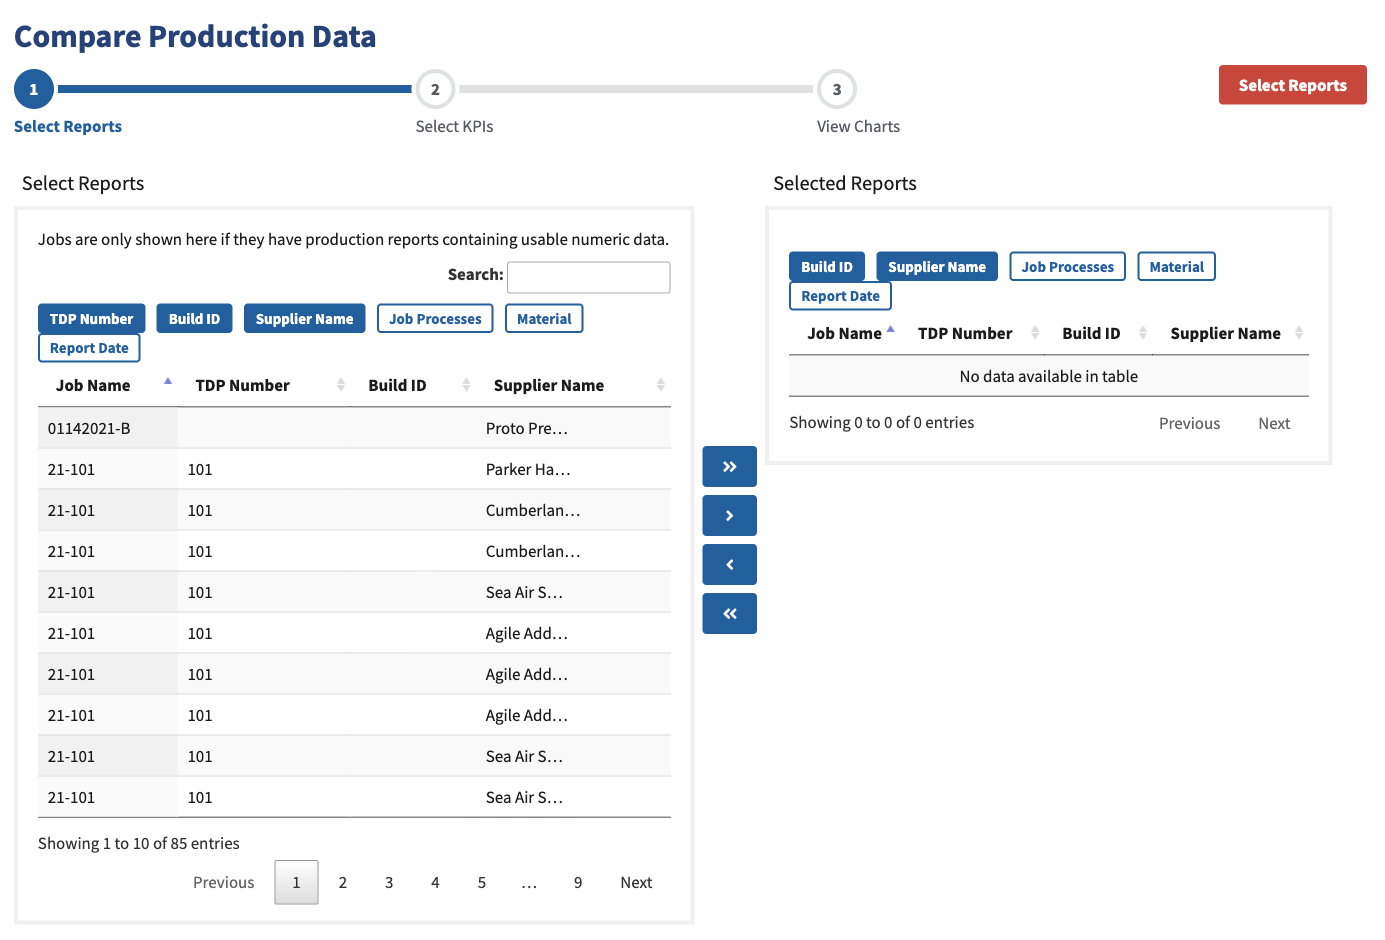 Compare Production Data
1 2 3
Select Reports Select KPIs View Charts
Select Reports
Select Reports
Jobs are only shown here if they have production reports containing usable numeric data.
Search:
TDP Number Build ID Supplier Name Job Processes Material
Report Date
Job Name TDP Number Build ID Supplier Name
01142021-B Proto Pre…
21-101 101 Parker Ha…
21-101 101 Cumberlan…
21-101 101 Cumberlan…
21-101 101 Sea Air S…
21-101 101 Agile Add…
21-101 101 Agile Add…
21-101 101 Agile Add…
21-101 101 Sea Air S…
21-101 101 Sea Air S…
Showing 1 to 10 of 85 entries
Previous 1 2 3 4 5 … 9 Next
» 
›
‹
«
Selected Reports
Build ID Supplier Name Job Processes Material
Report Date
Job Name TDP Number Build ID Supplier Name
No data available in table
Showing 0 to 0 of 0 entries Previous Next